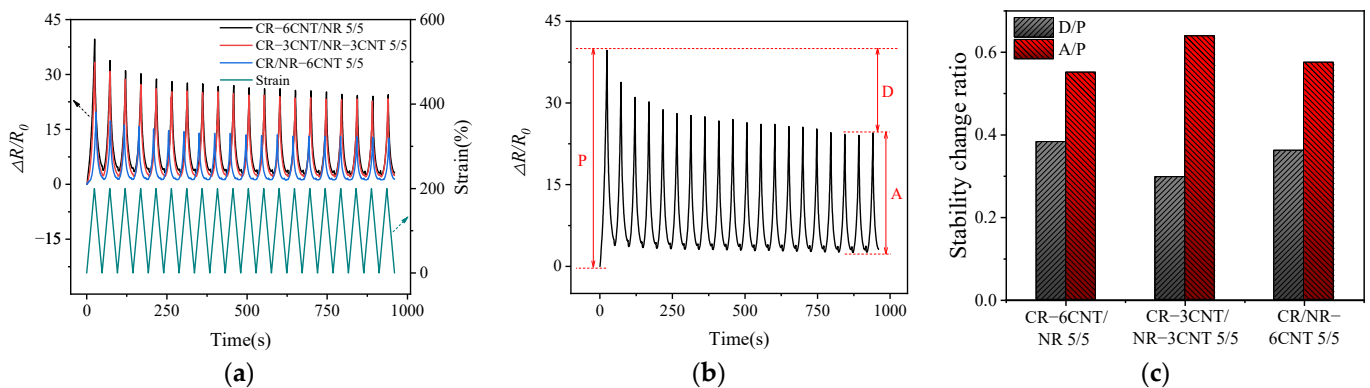 CR−6CNT/NR 5/5
CR−3CNT/NR−3CNT 5/5
CR/NR−6CNT 5/5
Strain
45
30
15
0
−15
ΔR/R0
600
400
200
0
Strain(%)
0
250
500
750
1000
Time(s)
(a)
45
30
15
0
ΔR/R0
P
D
A
0
250
500
750
1000
Time(s)
(b)
D/P
A/P
0.6
0.4
0.2
0.0
Stability change ratio
CR−6CNT/
NR 5/5
CR−3CNT/
NR−3CNT 5/5
CR/NR−
6CNT 5/5
(c)